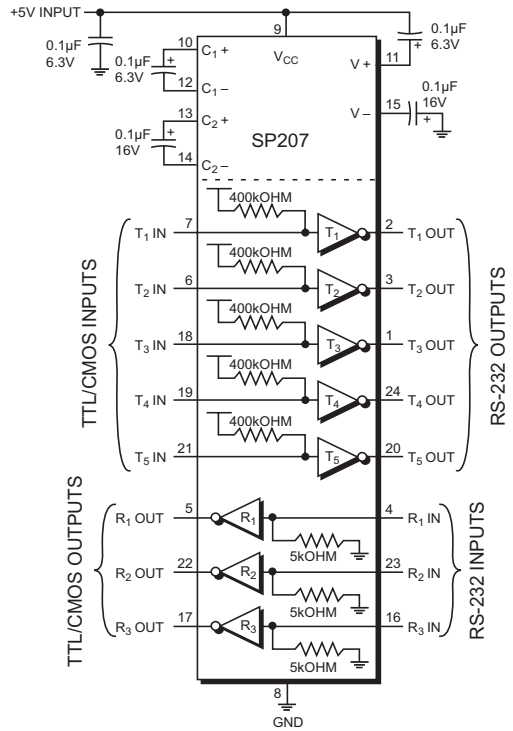 +5V INPUT
0.1µF
6.3V
9
VCC
0.1µF
6.3V
10
C1 +
0.1µF
6.3V
12
C1 –
V +
11
13
C2 +
0.1µF
16V
14
C2 –
V –
15
0.1µF
16V
SP207
TTL/CMOS INPUTS
RS-232 OUTPUTS
400kOHM
T1 IN
7
T1
2
T1 OUT
400kOHM
T2 IN
6
T2
3
T2 OUT
400kOHM
T3 IN
18
T3
1
T3 OUT
400kOHM
T4 IN
19
T4
24
T4 OUT
400kOHM
T5 IN
21
T5
20
T5 OUT
TTL/CMOS OUTPUTS
RS-232 INPUTS
R1 OUT
5
R1
4
R1 IN
5kOHM
R2 OUT
22
R2
23
R2 IN
5kOHM
R3 OUT
17
R3
16
R3 IN
5kOHM
8
GND